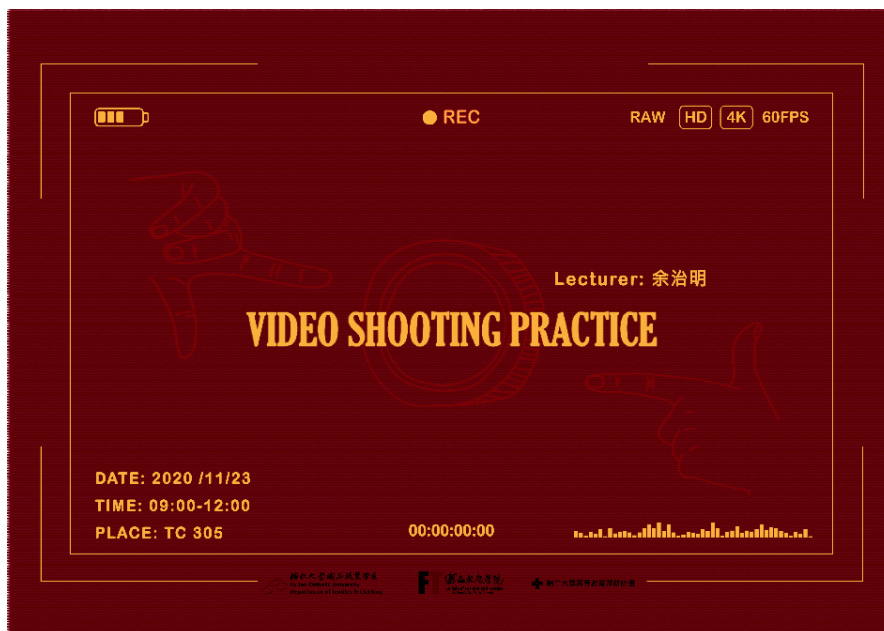 REC
RAW HD 4K 60FPS
Lecturer: 余治明
VIDEO SHOOTING PRACTICE
DATE: 2020 /11/23
TIME: 09:00-12:00
PLACE: TC 305
00:00:00:00